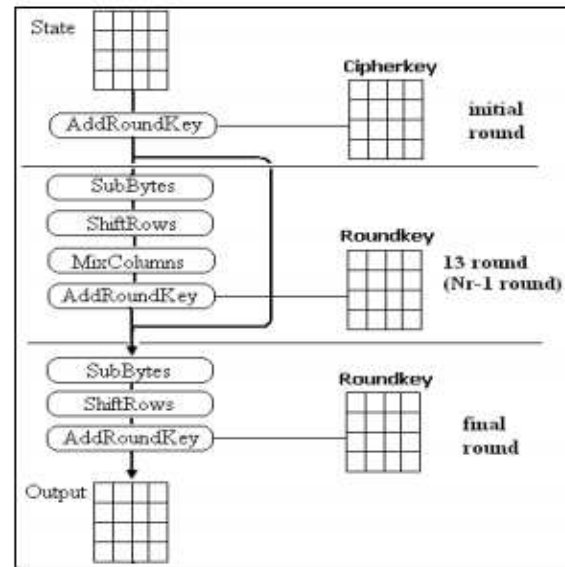 State
Cipherkey
AddRoundKey
initial
round
SubBytes
ShiftRows
MixColumns
AddRoundKey
Roundkey
13 round
(Nr-1 round)
SubBytes
ShiftRows
AddRoundKey
Roundkey
final
round
Output